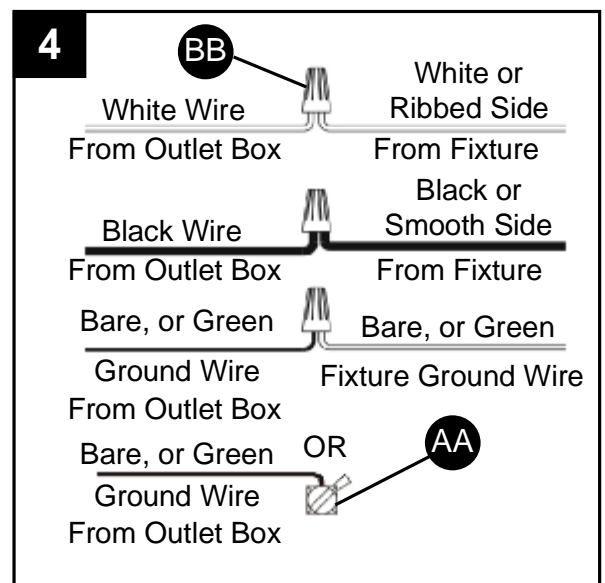 4
BB
White Wire
From Outlet Box
White or
Ribbed Side
From Fixture
Black Wire
From Outlet Box
Black or
Smooth Side
From Fixture
Bare, or Green
Ground Wire
From Outlet Box
Bare, or Green
Fixture Ground Wire
OR
AA
Bare, or Green
Ground Wire
From Outlet Box